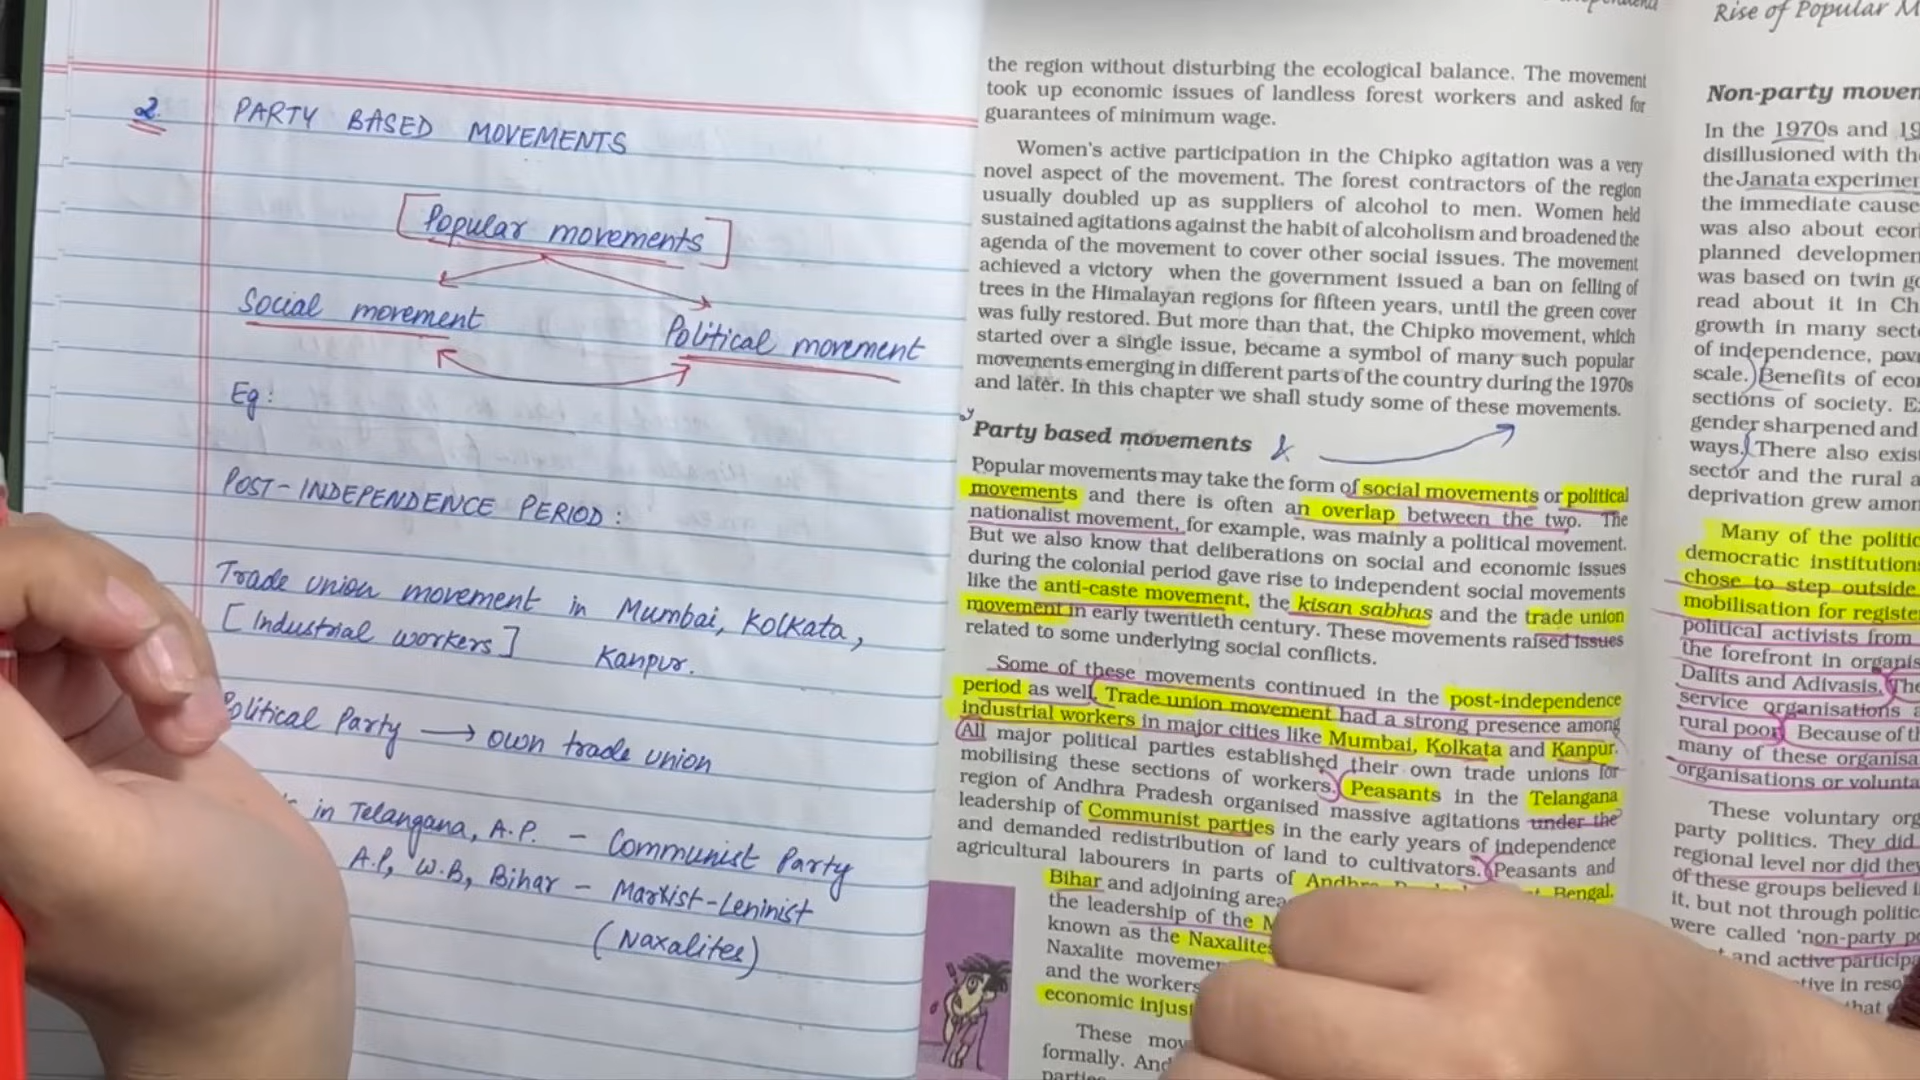 2. PARTY BASED MOVEMENTS
[Popular movements]
Social movement
Political movement
Eg:
POST-INDEPENDENCE PERIOD:
Trade union movement in Mumbai, Kolkata,
[Industrial workers] Kanpur.
Political Party → own trade union
in Telangana, A.P. - Communist Party
A.P, W.B, Bihar - Marxist-Leninist
(Naxalites)
the region without disturbing the ecological balance. The movement
took up economic issues of landless forest workers and asked for
guarantees of minimum wage.
Women's active participation in the Chipko agitation was a very
novel aspect of the movement. The forest contractors of the region
usually doubled up as suppliers of alcohol to men. Women held
sustained agitations against the habit of alcoholism and broadened the
agenda of the movement to cover other social issues. The movement
achieved a victory when the government issued a ban on felling of
trees in the Himalayan regions for fifteen years, until the green cover
was fully restored. But more than that, the Chipko movement, which
started over a single issue, became a symbol of many such popular
movements emerging in different parts of the country during the 1970s
and later. In this chapter we shall study some of these movements.
Party based movements
Popular movements may take the form of social movements or political
movements and there is often an overlap between the two. The
nationalist movement, for example, was mainly a political movement.
But we also know that deliberations on social and economic issues
during the colonial period gave rise to independent social movements
like the anti-caste movement, the kisan sabhas and the trade union
movement in early twentieth century. These movements raised issues
related to some underlying social conflicts.
Some of these movements continued in the post-independence
period as well. Trade union movement had a strong presence among
industrial workers in major cities like Mumbai, Kolkata and Kanpur.
All major political parties established their own trade unions for
mobilising these sections of workers. Peasants in the Telangana
region of Andhra Pradesh organised massive agitations under the
leadership of Communist parties in the early years of independence
and demanded redistribution of land to cultivators. Peasants and
agricultural labourers in parts of Andhra Bengal,
Bihar and adjoining
the leadership of the
known as the Naxalites
Naxalite
and the workers
economic
These
formally.
Rise of Popular
Non-party
In the 1970s and
disillusioned with
the Janata
the immediate cause
was also about
planned
was based on twin
read about it in
growth in many
of independence,
scale. Benefits of
sections of society.
gender sharpened and
ways. There also
sector and the rural
deprivation grew
Many of the
democratic
chose to step outside
mobilisation for
political activists from
the forefront in
Dalits and Adivasis.
service organisations
rural poor. Because of
many of these
organisations or
These voluntary
party politics. They did
regional level nor did they
of these groups believed
it, but not through
were called 'non-party
and active
in
that